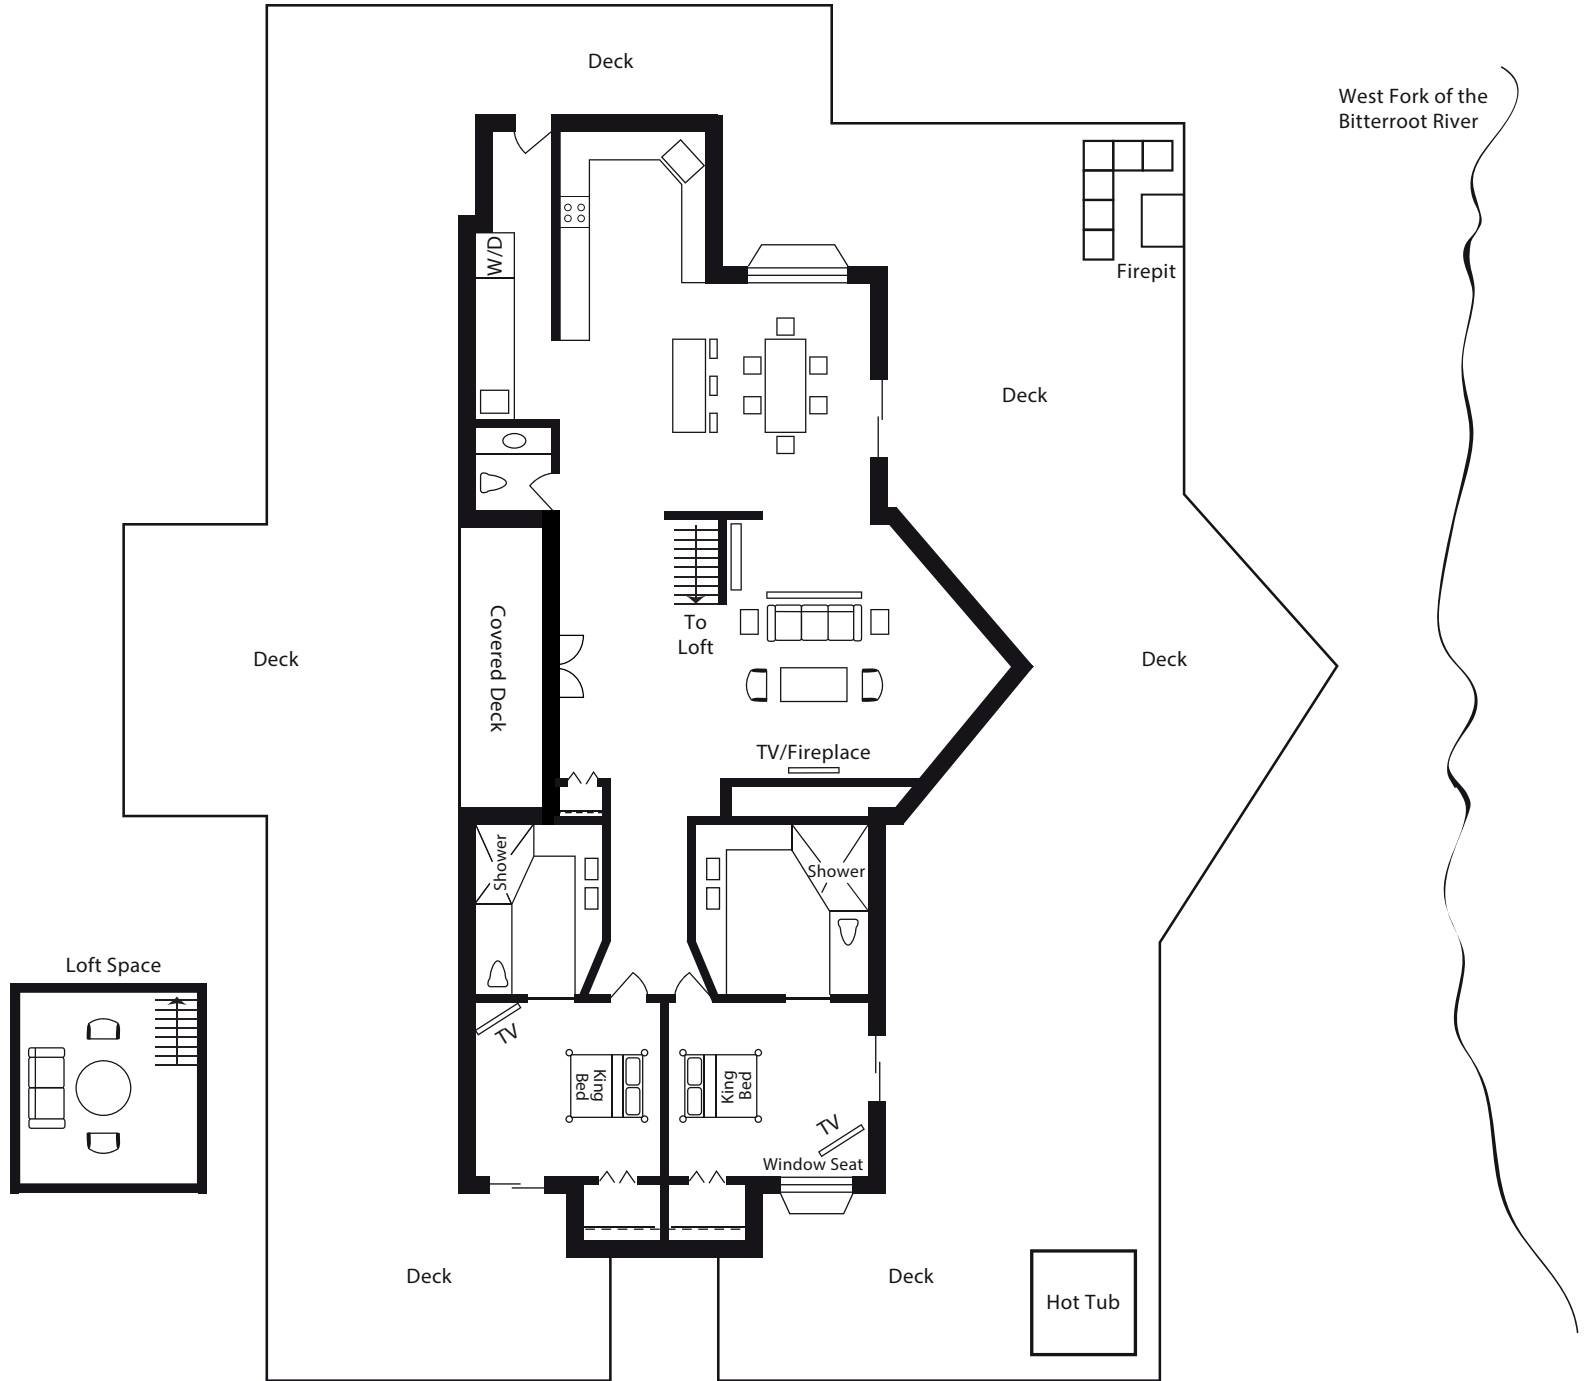 Deck
West Fork of the
Bitterroot River
W/D
Firepit
Deck
Covered Deck
To
Loft
Deck
Deck
TV/Fireplace
Shower
Shower
Loft Space
TV
King
Bed
King
Bed
TV
Window Seat
Deck
Deck
Hot Tub